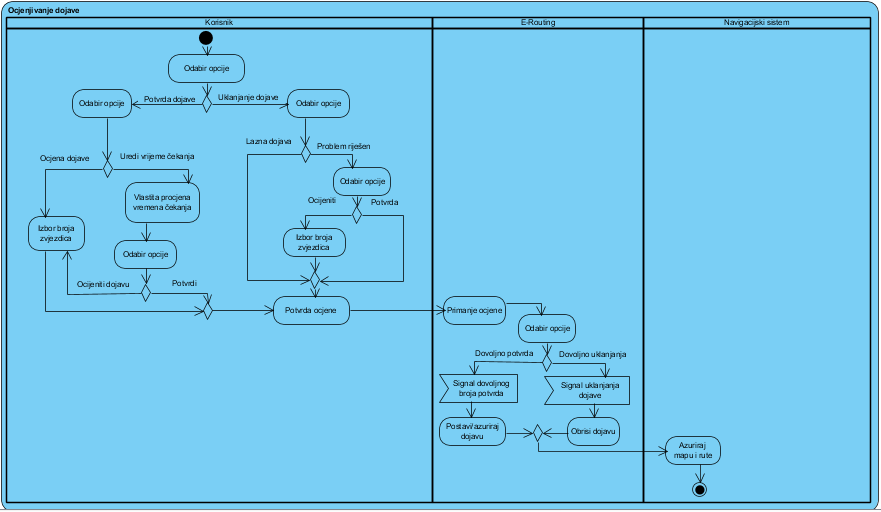 Ocjenjivanje dojave
Korisnik
E-Routing
Navigacijski sistem
Odabir opcije
Odabir opcije
Potvrda dojave
Uklanjanje dojave
Odabir opcije
Lazna dojava
Problem riješen
Ocjena dojave
Uredi vrijeme čekanja
Odabir opcije
Vlastita procjena
vremena čekanja
Ocijeniti
Potvrda
Izbor broja
zvjezdica
Izbor broja
zvjezdica
Odabir opcije
Ocijeniti dojavu
Potvrdi
Potvrda ocjene
Primanje ocjene
Odabir opcije
Dovoljno potvrda
Dovoljno uklanjanja
Signal dovoljnog
broja potvrda
Signal uklanjanja
dojave
Postavi/azuriraj
dojavu
Obrisi dojavu
Azuriraj
mapu i rute